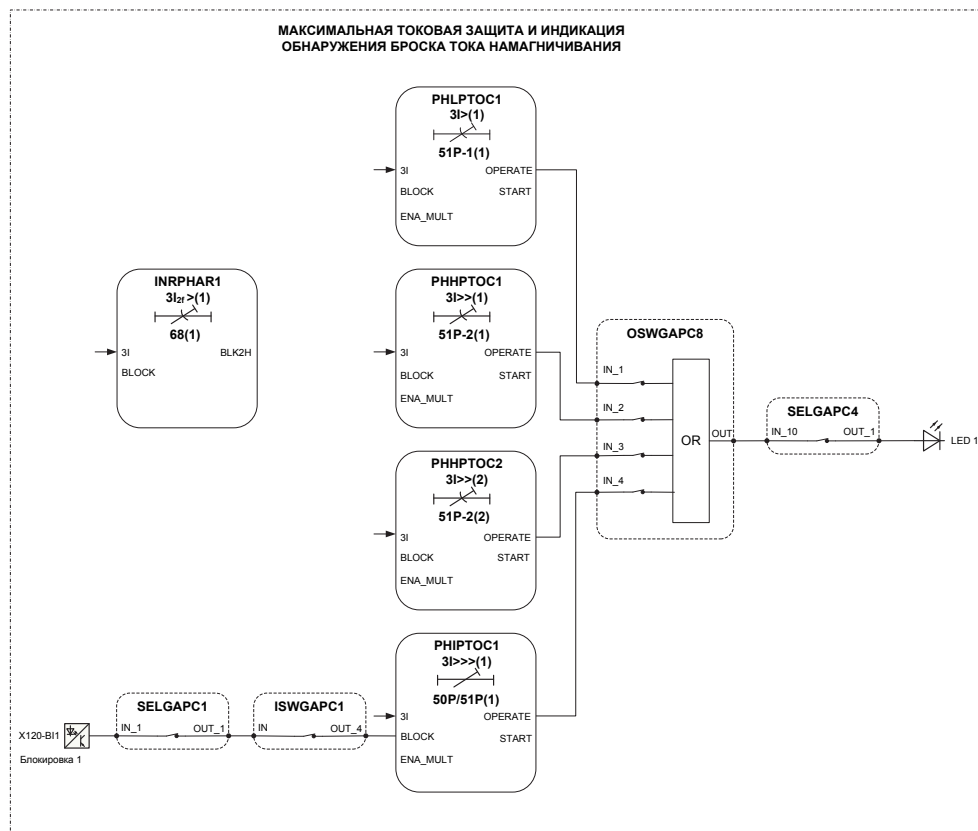 МАКСИМАЛЬНАЯ ТОКОВАЯ ЗАЩИТА И ИНДИКАЦИЯ
ОБНАРУЖЕНИЯ БРОСКА ТОКА НАМАГНИЧИВАНИЯ
PHLPTOC1
3I>(1)
51P-1(1)
3I
OPERATE
BLOCK
START
ENA_MULT
INRPHAR1
3I2f >(1)
68(1)
3I
BLK2H
BLOCK
PHHPTOC1
3I>>(1)
51P-2(1)
3I
OPERATE
BLOCK
START
ENA_MULT
OSWGAPC8
IN_1
IN_2
IN_3
IN_4
OR
OUT
SELGAPC4
IN_10
OUT_1
LED 1
PHHPTOC2
3I>>(2)
51P-2(2)
3I
OPERATE
BLOCK
START
ENA_MULT
PHIPTOC1
3I>>>(1)
50P/51P(1)
3I
OPERATE
BLOCK
START
ENA_MULT
SELGAPC1
IN_1
OUT_1
ISWGAPC1
IN
OUT_4
X120-BI1
Блокировка 1